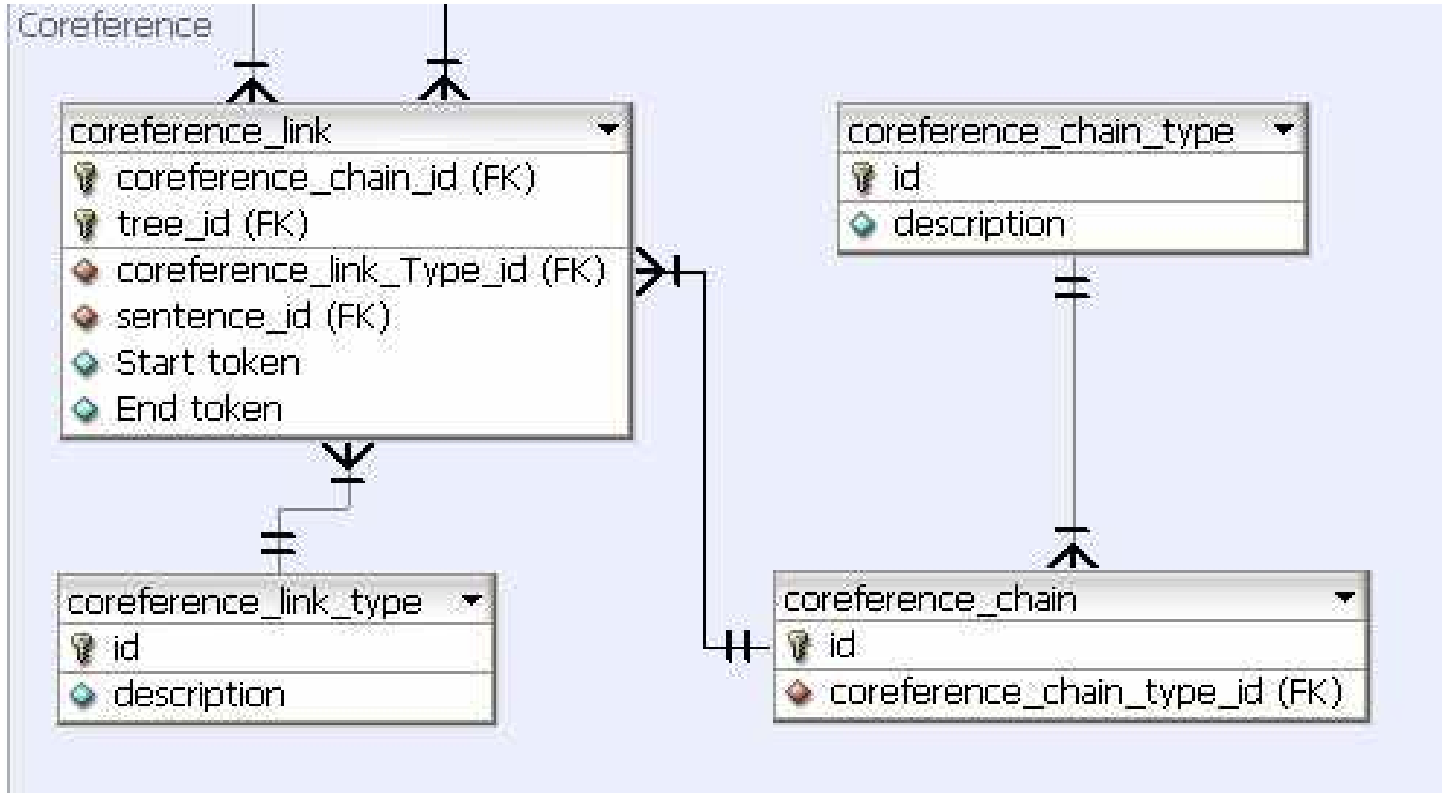 Coreference
coreference_link
coreference_chain_id (FK)
tree_id (FK)
coreference_link_Type_id (FK)
sentence_id (FK)
Start token
End token
coreference_chain_type
id
description
coreference_link_type
id
description
coreference_chain
id
coreference_chain_type_id (FK)